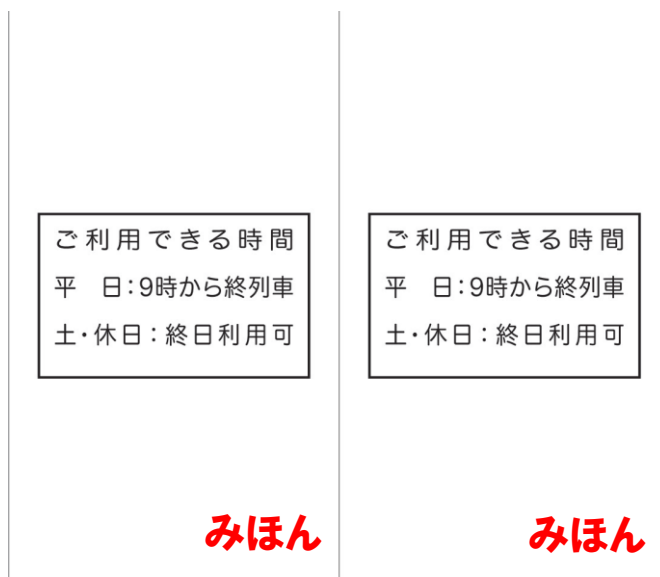 ご利用できる時間
平　日：9時から終列車
土・休日：終日利用可
みほん
ご利用できる時間
平　日：9時から終列車
土・休日：終日利用可
みほん